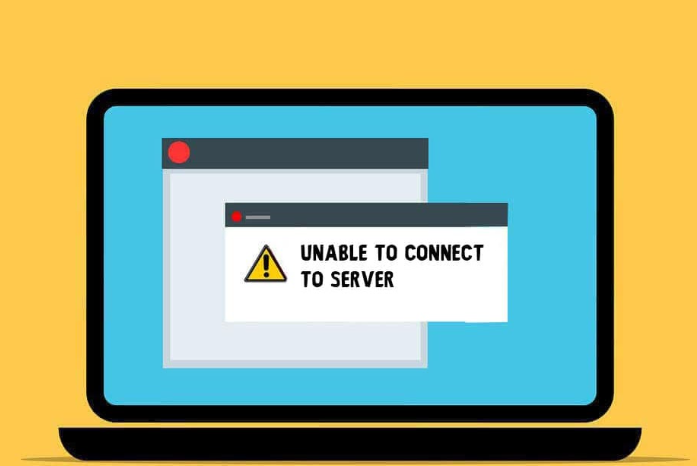 UNABLE TO CONNECT
TO SERVER